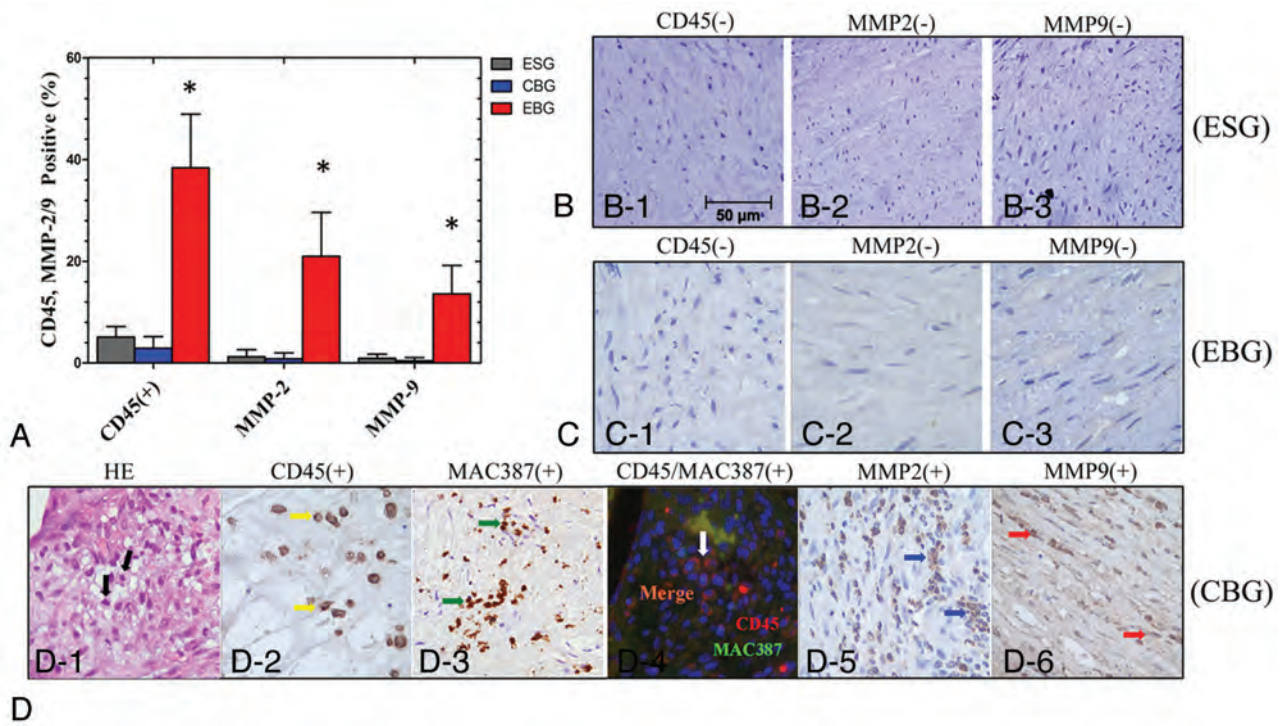 CD45, MMP-2/9 Positive (%)
60
40
20
0
*
*
*
CD45(+)
MMP-2
MMP-9
ESG
CBG
EBG
A
CD45(-)
MMP2(-)
MMP9(-)
B
B-1
50 μm
B-2
B-3
(ESG)
CD45(-)
MMP2(-)
MMP9(-)
C
C-1
C-2
C-3
(EBG)
HE
CD45(+)
MAC387(+)
CD45/MAC387(+)
MMP2(+)
MMP9(+)
Merge
CD45
MAC387
D-1
D-2
D-3
D-4
D-5
D-6
(CBG)
D